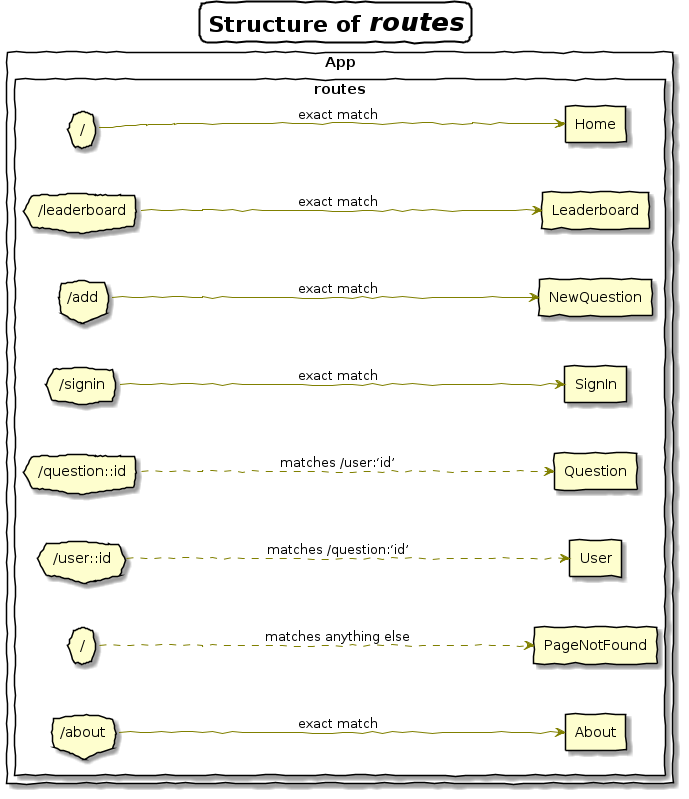 Structure of routes
App
routes
/ exact match Home
/leaderboard exact match Leaderboard
/add exact match NewQuestion
/signin exact match SignIn
/question::id matches /user:‘id’ Question
/user::id matches /question:‘id’ User
/ matches anything else PageNotFound
/about exact match About